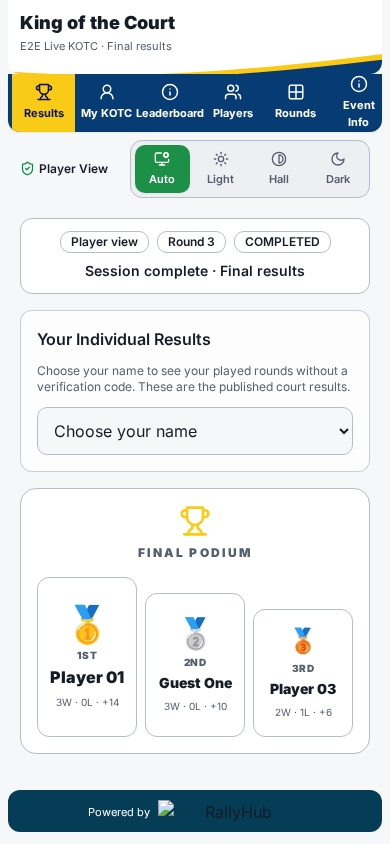 King of the Court
E2E Live KOTC · Final results
Results
My KOTC
Leaderboard
Players
Rounds
Event
Info
Player View
Auto
Light
Hall
Dark
Player view
Round 3
COMPLETED
Session complete · Final results
Your Individual Results
Choose your name to see your played rounds without a
verification code. These are the published court results.
Choose your name
FINAL PODIUM
1ST
Player 01
3W · 0L · +14
2ND
Guest One
3W · 0L · +10
3RD
Player 03
2W · 1L · +6
Powered by
RallyHub